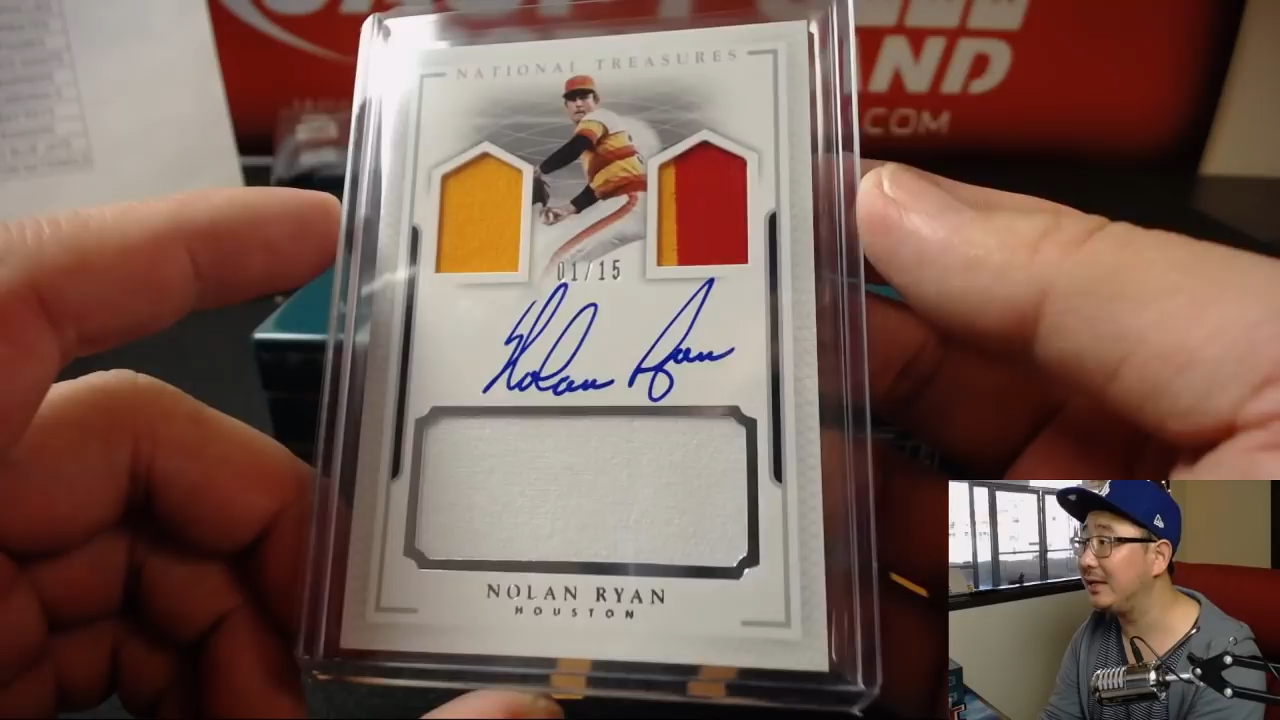 AND
.COM
NATIONAL TREASURES
01/15
Nolan Ryan
NOLAN RYAN
HOUSTON